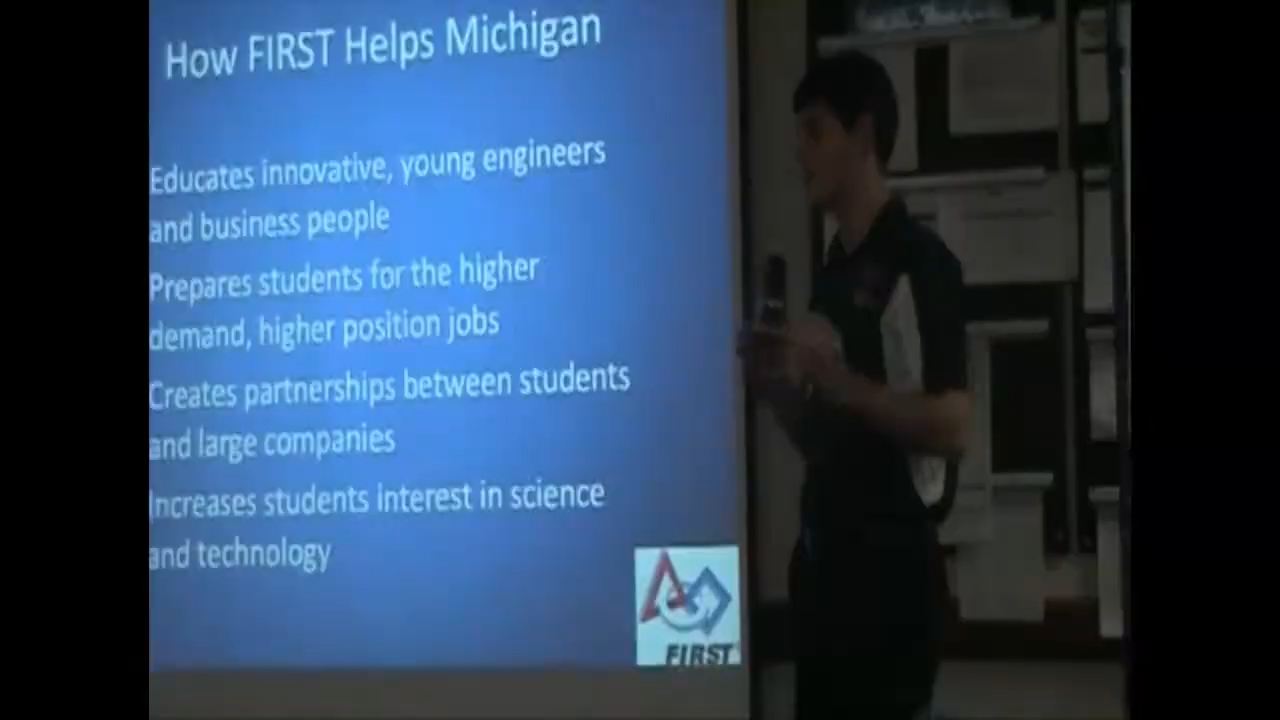 How FIRST Helps Michigan
Educates innovative, young engineers
and business people
Prepares students for the higher
demand, higher position jobs
Creates partnerships between students
and large companies
Increases students interest in science
and technology
FIRST